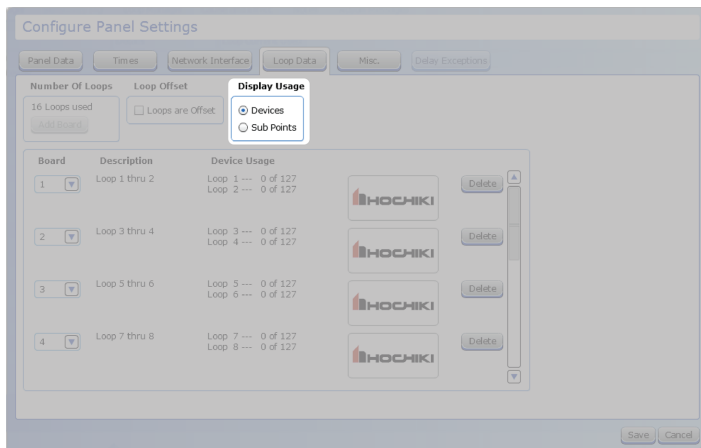 Configure Panel Settings
Panel Data Times Network Interface Loop Data Misc. Delay Exceptions
Number Of Loops Loop Offset Display Usage
16 Loops used Loops are Offset Devices
Add Board Sub Points
Board Description Device Usage
1 Loop 1 thru 2 Loop 1 --- 0 of 127 Delete
Loop 2 --- 0 of 127
HOCHIKI
2 Loop 3 thru 4 Loop 3 --- 0 of 127 Delete
Loop 4 --- 0 of 127
HOCHIKI
3 Loop 5 thru 6 Loop 5 --- 0 of 127 Delete
Loop 6 --- 0 of 127
HOCHIKI
4 Loop 7 thru 8 Loop 7 --- 0 of 127 Delete
Loop 8 --- 0 of 127
HOCHIKI
Save Cancel